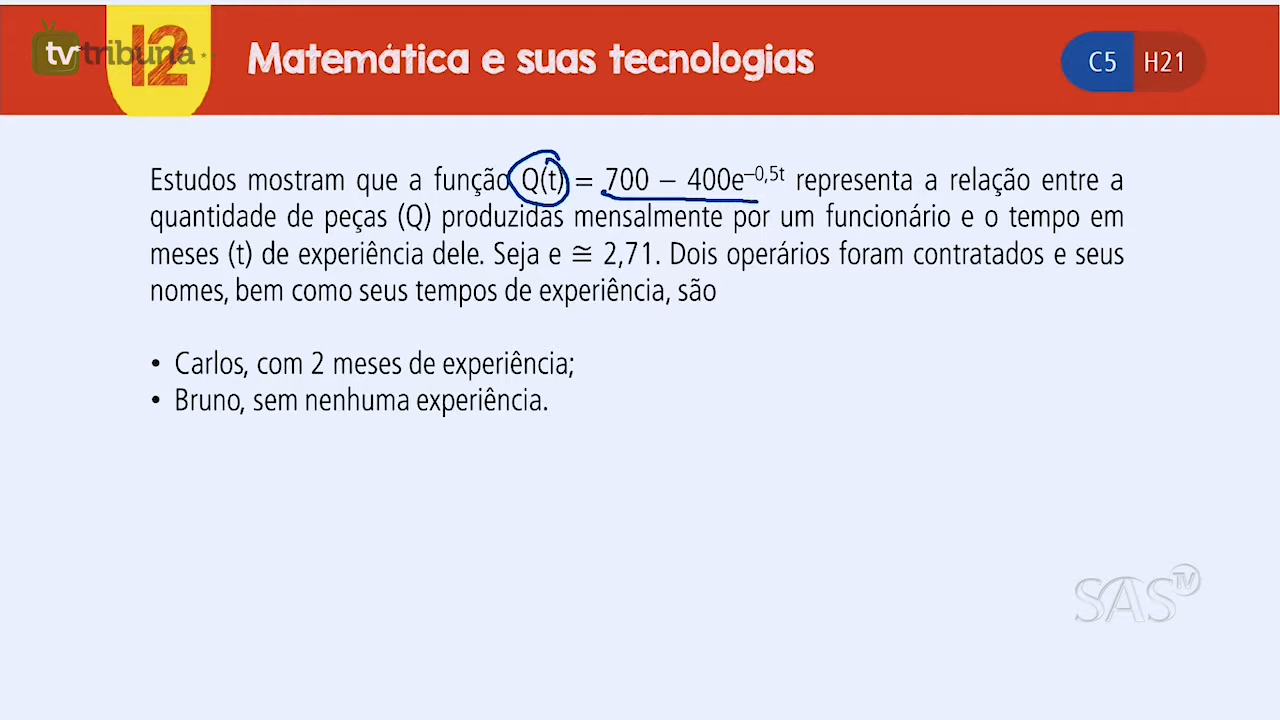 tv tribuna
12
Matemática e suas tecnologias
C5 H21
Estudos mostram que a função Q(t) = 700 – 400e^–0,5t representa a relação entre a
quantidade de peças (Q) produzidas mensalmente por um funcionário e o tempo em
meses (t) de experiência dele. Seja e ≅ 2,71. Dois operários foram contratados e seus
nomes, bem como seus tempos de experiência, são
• Carlos, com 2 meses de experiência;
• Bruno, sem nenhuma experiência.
SAS TV